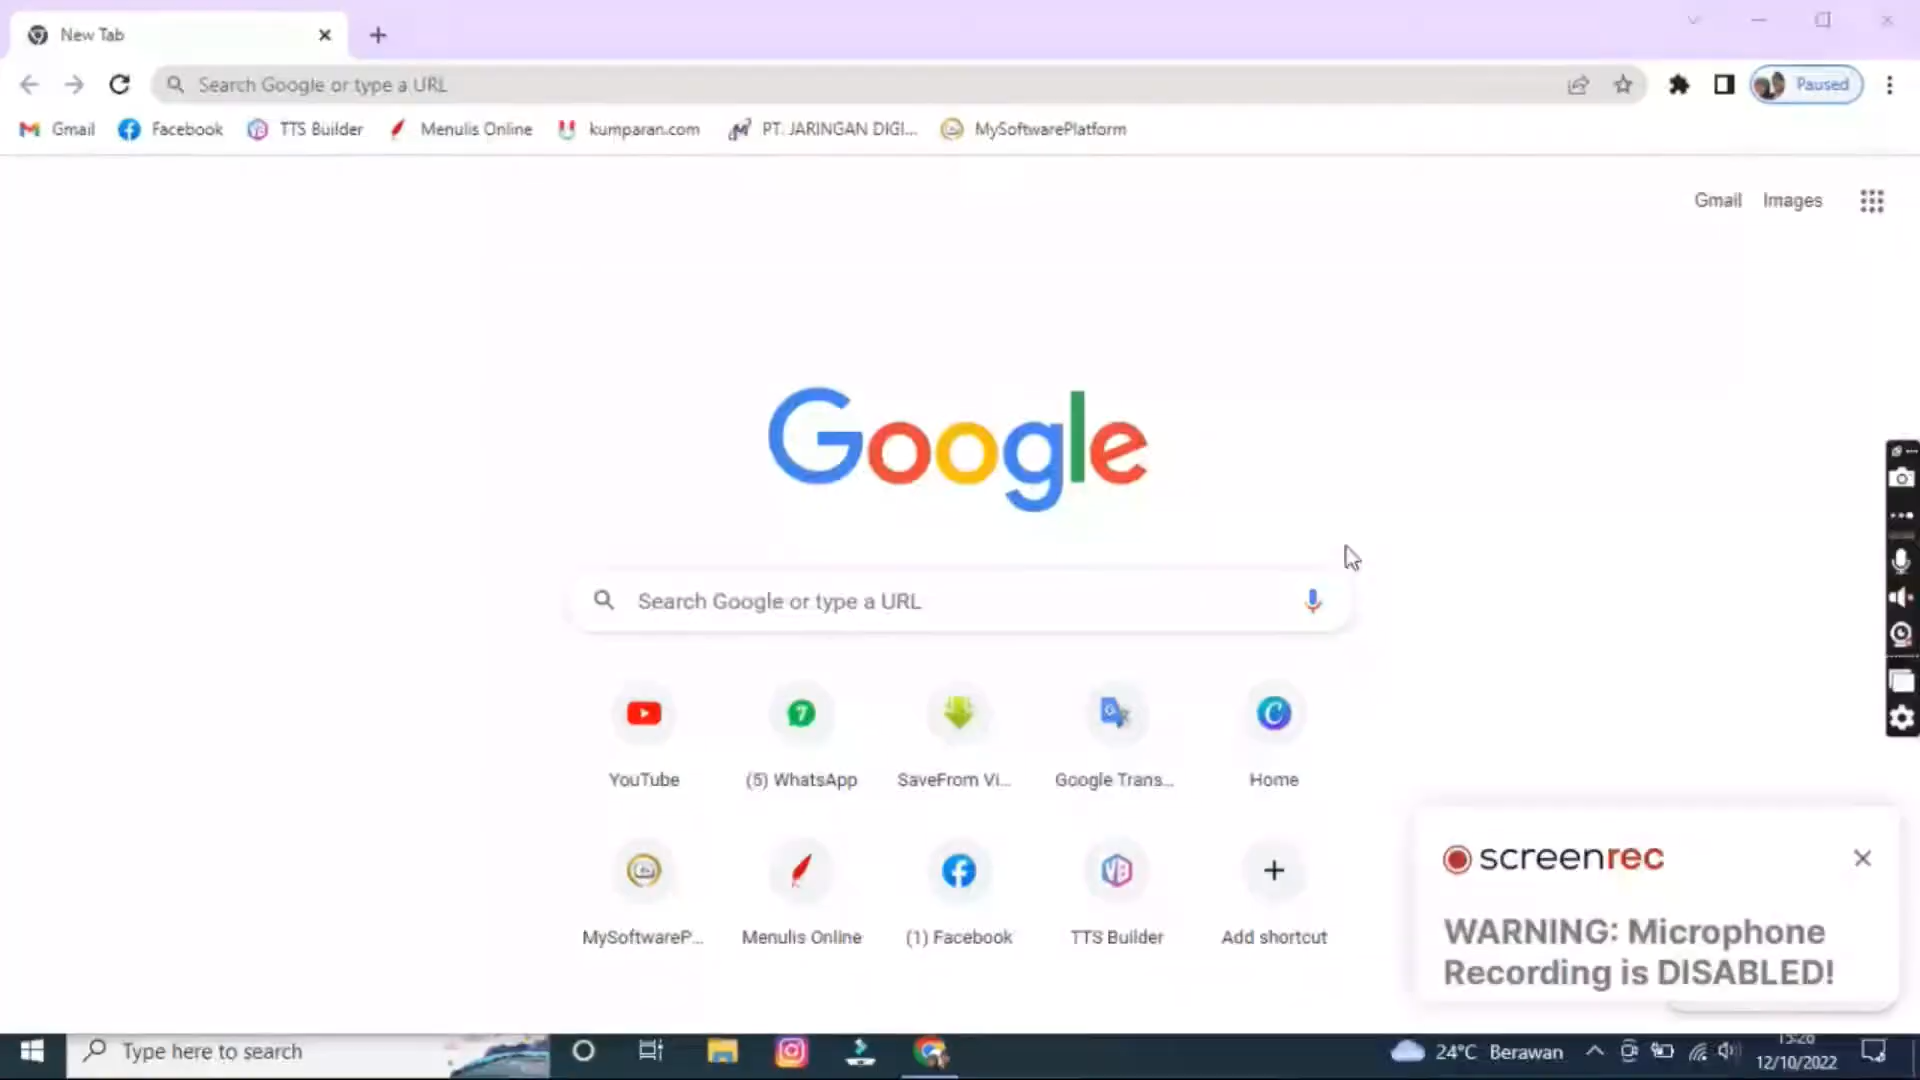 New Tab
Search Google or type a URL
Paused
Gmail
Facebook
TTS Builder
Menulis Online
kumparan.com
PT. JARINGAN DIGI...
MySoftwarePlatform
Gmail
Images
Google
Search Google or type a URL
YouTube
(5) WhatsApp
SaveFrom Vi...
Google Trans...
Home
MySoftwareP...
Menulis Online
(1) Facebook
TTS Builder
Add shortcut
screenrec
WARNING: Microphone
Recording is DISABLED!
Type here to search
24°C Berawan
12/10/2022